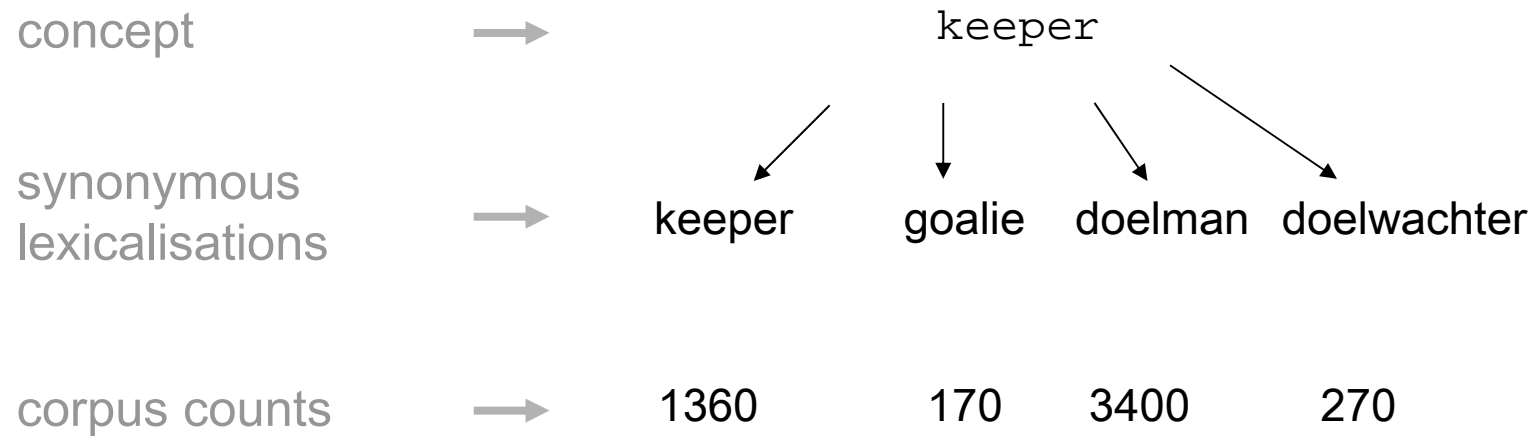 concept → keeper
synonymous
lexicalisations → keeper goalie doelman doelwachter
corpus counts → 1360 170 3400 270